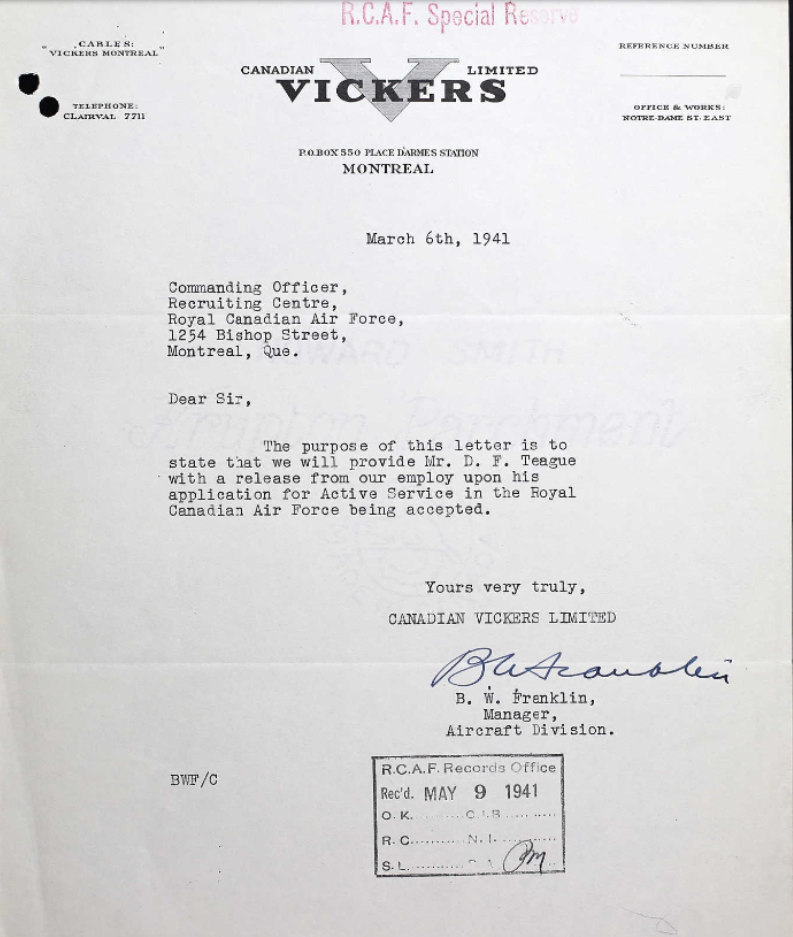 R.C.A.F. Special Reserve
CABLES:
"VICKERS MONTREAL"
TELEPHONE:
CLAIRVAL 7711
CANADIAN LIMITED
VICKERS
P.O. BOX 550 PLACE D'ARMES STATION
MONTREAL
REFERENCE NUMBER
OFFICE & WORKS:
NOTRE-DAME ST. EAST
March 6th, 1941
Commanding Officer,
Recruiting Centre,
Royal Canadian Air Force,
1254 Bishop Street,
Montreal, Que.
Dear Sir,
The purpose of this letter is to
state that we will provide Mr. D. F. Teague
with a release from our employ upon his
application for Active Service in the Royal
Canadian Air Force being accepted.
Yours very truly,
CANADIAN VICKERS LIMITED
B W Franklin
B. W. Franklin,
Manager,
Aircraft Division.
BWF/C
R.C.A.F. Records Office
Rec'd. MAY 9 1941
O. K.
R. C. N. I.
S. L.